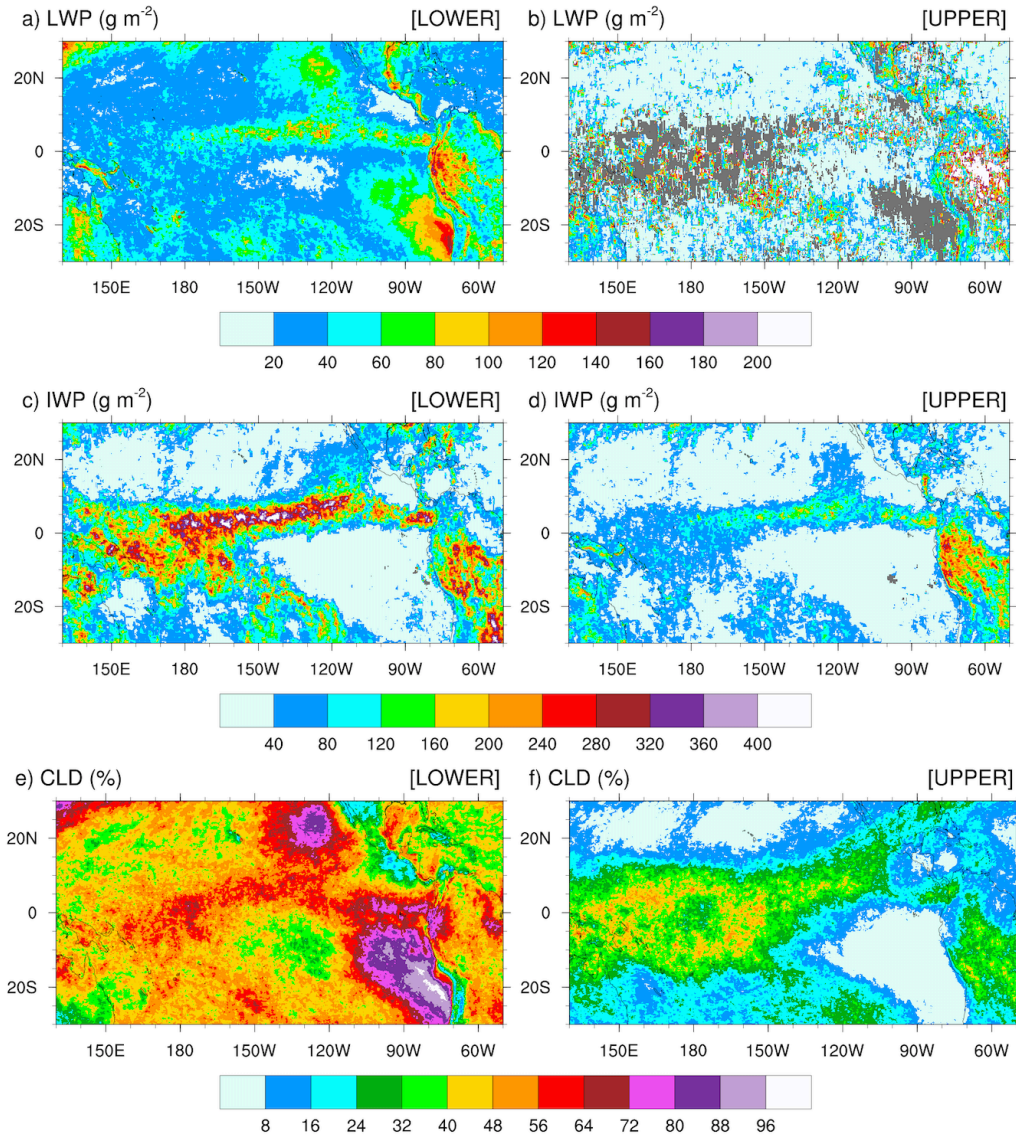 a) LWP (g m⁻²) [LOWER] b) LWP (g m⁻²) [UPPER]
20N 20N
0 0
20S 20S
150E 180 150W 120W 90W 60W 150E 180 150W 120W 90W 60W
20 40 60 80 100 120 140 160 180 200
c) IWP (g m⁻²) [LOWER] d) IWP (g m⁻²) [UPPER]
20N 20N
0 0
20S 20S
150E 180 150W 120W 90W 60W 150E 180 150W 120W 90W 60W
40 80 120 160 200 240 280 320 360 400
e) CLD (%) [LOWER] f) CLD (%) [UPPER]
20N 20N
0 0
20S 20S
150E 180 150W 120W 90W 60W 150E 180 150W 120W 90W 60W
8 16 24 32 40 48 56 64 72 80 88 96